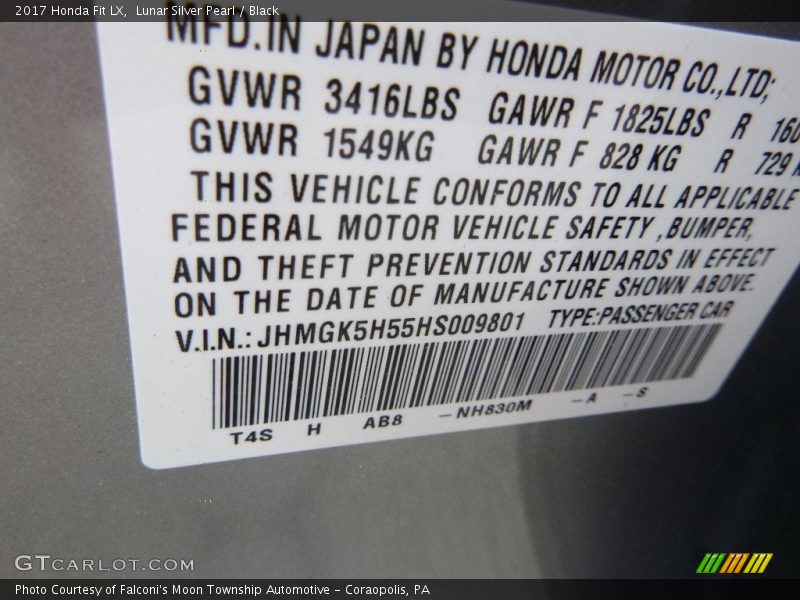 2017 Honda Fit LX,  Lunar Silver Pearl / Black
MFD.IN JAPAN BY HONDA MOTOR CO.,LTD;
GVWR 3416LBS GAWR F 1825LBS R 160
GVWR 1549KG GAWR F 828 KG R 729
THIS VEHICLE CONFORMS TO ALL APPLICABLE
FEDERAL MOTOR VEHICLE SAFETY ,BUMPER,
AND THEFT PREVENTION STANDARDS IN EFFECT
ON THE DATE OF MANUFACTURE SHOWN ABOVE.
V.I.N.: JHMGK5H55HS009801 TYPE:PASSENGER CAR
T4S H AB8 -NH830M -A -S
GTCARLOT.COM
Photo Courtesy of Falconi's Moon Township Automotive - Coraopolis, PA